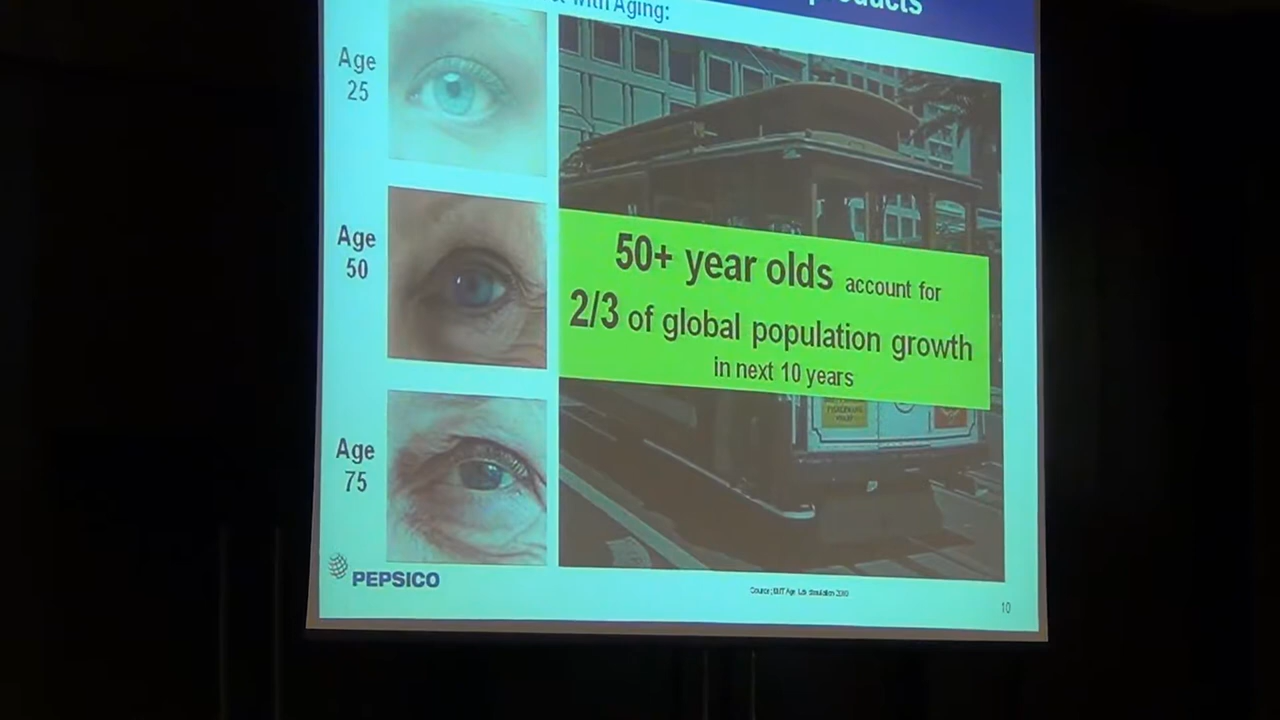 products
with Aging:
Age
25
Age
50
Age
75
50+ year olds account for
2/3 of global population growth
in next 10 years
PEPSICO
10